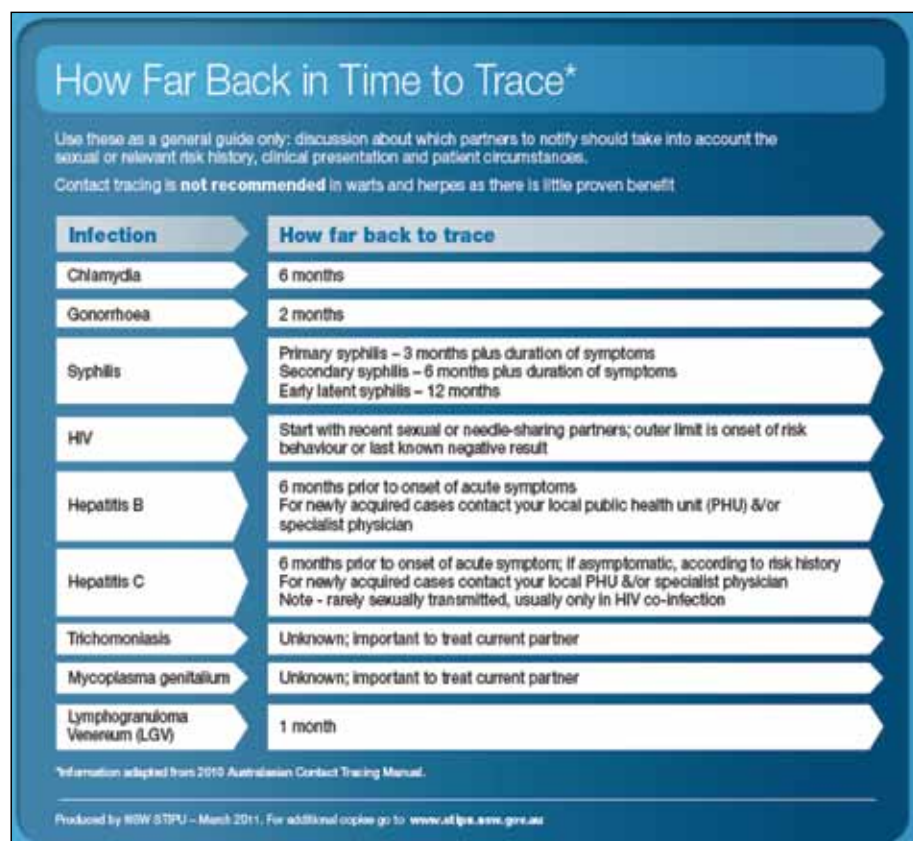 How Far Back in Time to Trace*
Use these as a general guide only: discussion about which partners to notify should take into account the
sexual or relevant risk history, clinical presentation and patient circumstances.
Contact tracing is not recommended in warts and herpes as there is little proven benefit
Infection How far back to trace
Chlamydia 6 months
Gonorrhoea 2 months
Syphilis
Primary syphilis – 3 months plus duration of symptoms
Secondary syphilis – 6 months plus duration of symptoms
Early latent syphilis – 12 months
HIV
Start with recent sexual or needle-sharing partners; outer limit is onset of risk
behaviour or last known negative result
Hepatitis B
6 months prior to onset of acute symptoms
For newly acquired cases contact your local public health unit (PHU) &/or
specialist physician
Hepatitis C
6 months prior to onset of acute symptom; if asymptomatic, according to risk history
For newly acquired cases contact your local PHU &/or specialist physician
Note - rarely sexually transmitted, usually only in HIV co-infection
Trichomoniasis Unknown; important to treat current partner
Mycoplasma genitalium Unknown; important to treat current partner
Lymphogranuloma
Venereum (LGV)
1 month
*Information adapted from 2010 Australasian Contact Tracing Manual.
Produced by NSW STIPU – March 2011. For additional copies go to www.stipu.nsw.gov.au